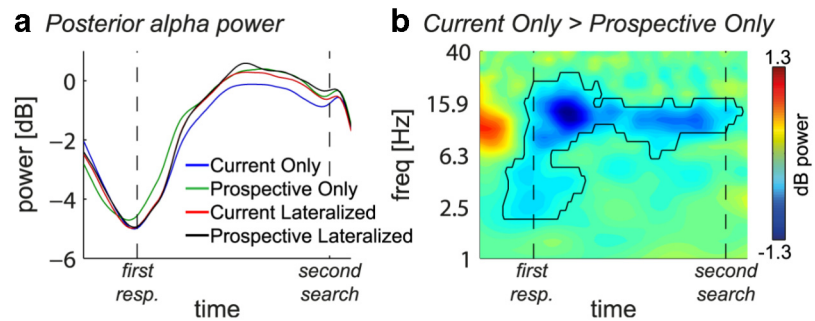 a Posterior alpha power
power [dB]
0
−2
−4
−6
Current Only
Prospective Only
Current Lateralized
Prospective Lateralized
first
resp.
second
search
time
b Current Only > Prospective Only
freq [Hz]
40
15.9
6.3
2.5
1
first
resp.
second
search
time
1.3
-1.3
dB power